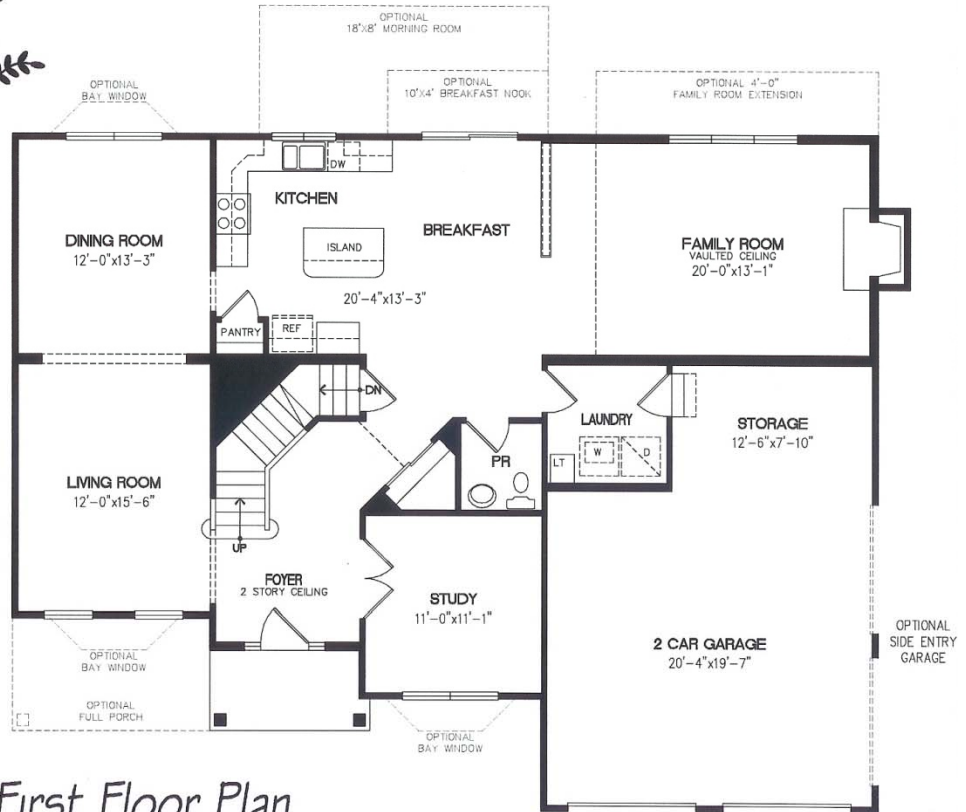 OPTIONAL
18'X8' MORNING ROOM
OPTIONAL
BAY WINDOW
OPTIONAL
10'X4' BREAKFAST NOOK
OPTIONAL 4'-0"
FAMILY ROOM EXTENSION
DW
KITCHEN
BREAKFAST
DINING ROOM
12'-0"x13'-3"
ISLAND
FAMILY ROOM
VAULTED CEILING
20'-0"x13'-1"
20'-4"x13'-3"
PANTRY
REF
DN
LAUNDRY
STORAGE
12'-6"x7'-10"
W
D
LT
PR
LIVING ROOM
12'-0"x15'-6"
UP
FOYER
2 STORY CEILING
STUDY
11'-0"x11'-1"
2 CAR GARAGE
20'-4"x19'-7"
OPTIONAL
SIDE ENTRY
GARAGE
OPTIONAL
BAY WINDOW
OPTIONAL
FULL PORCH
OPTIONAL
BAY WINDOW
First Floor Plan